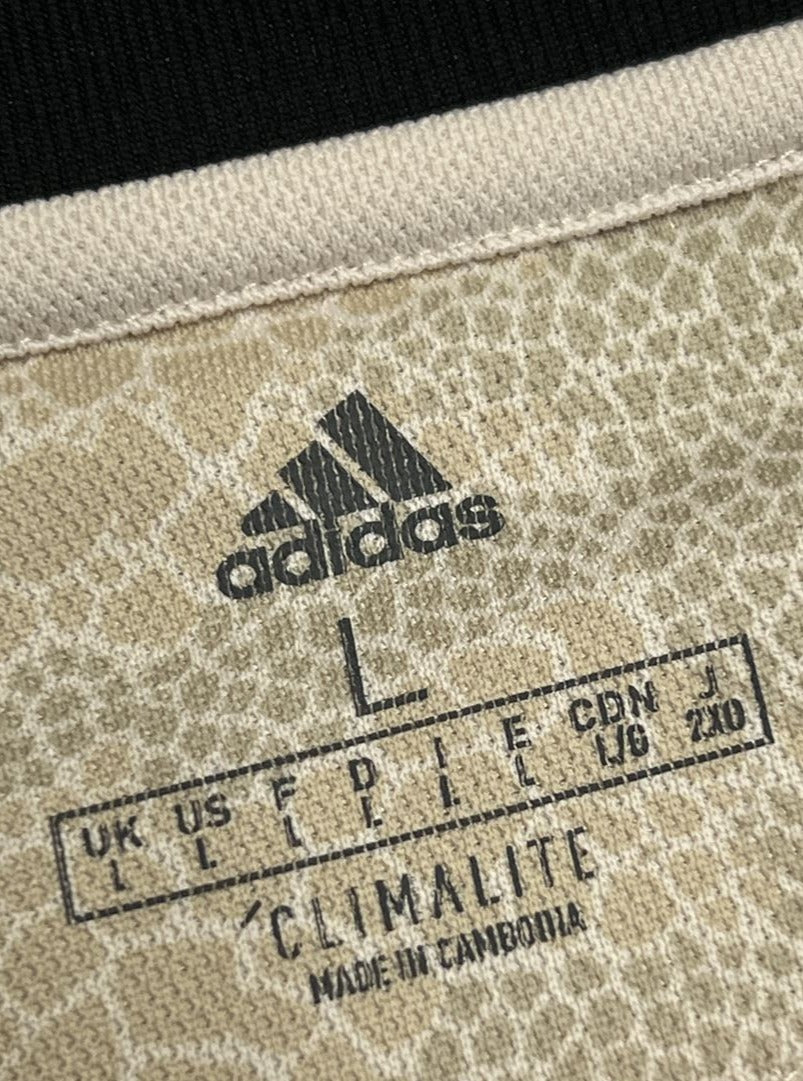 adidas
L
UK US F D I E CDN J
L L L L L L L/G 2XO
CLIMALITE
MADE IN CAMBODIA